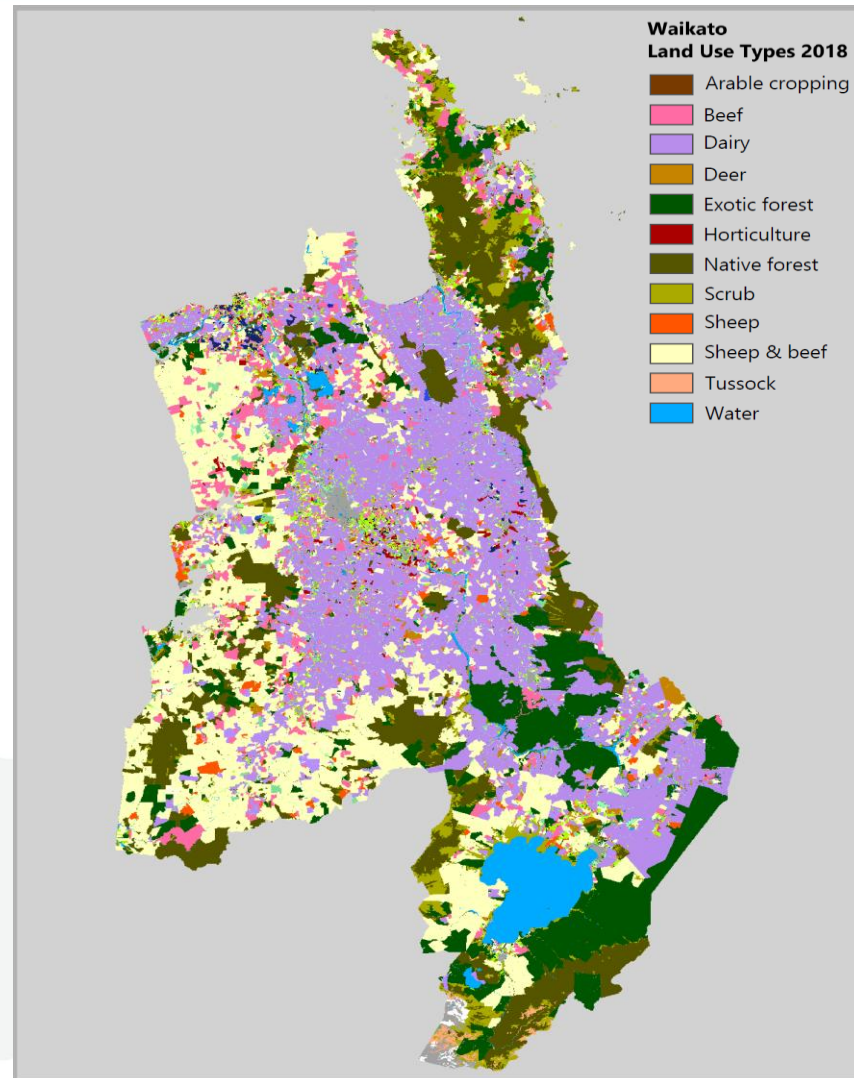 Waikato
Land Use Types 2018
Arable cropping
Beef
Dairy
Deer
Exotic forest
Horticulture
Native forest
Scrub
Sheep
Sheep & beef
Tussock
Water